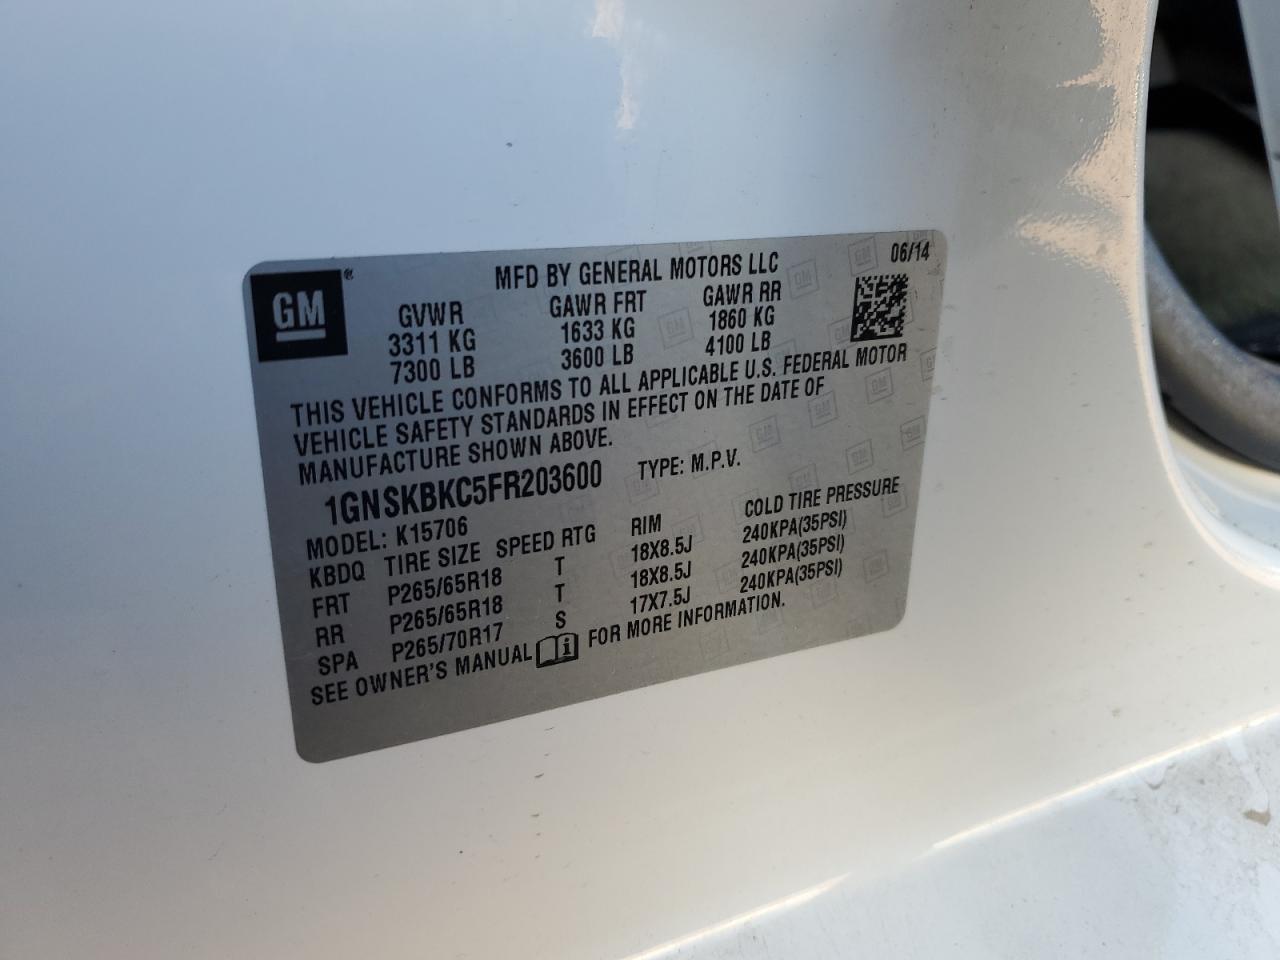 GM®
MFD BY GENERAL MOTORS LLC
06/14
GVWR GAWR FRT GAWR RR
3311 KG 1633 KG 1860 KG
7300 LB 3600 LB 4100 LB
THIS VEHICLE CONFORMS TO ALL APPLICABLE U.S. FEDERAL MOTOR
VEHICLE SAFETY STANDARDS IN EFFECT ON THE DATE OF
MANUFACTURE SHOWN ABOVE.
1GNSKBKC5FR203600 TYPE: M.P.V.
MODEL: K15706
KBDQ TIRE SIZE SPEED RTG RIM COLD TIRE PRESSURE
FRT P265/65R18 T 18X8.5J 240KPA(35PSI)
RR P265/65R18 T 18X8.5J 240KPA(35PSI)
SPA P265/70R17 S 17X7.5J 240KPA(35PSI)
SEE OWNER'S MANUAL i FOR MORE INFORMATION.